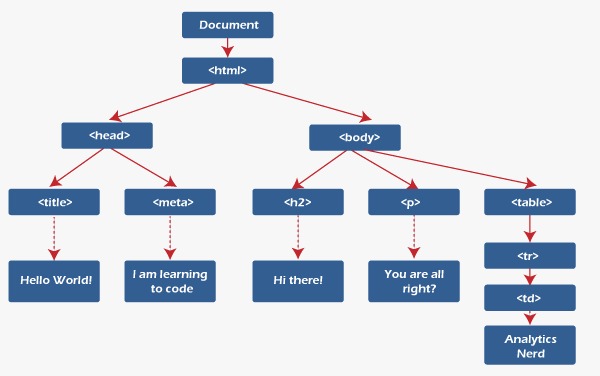 Document
<html>
<head>
<body>
<title>
<meta>
<h2>
<p>
<table>
<tr>
<td>
Hello World!
I am learning
to code
Hi there!
You are all
right?
Analytics
Nerd